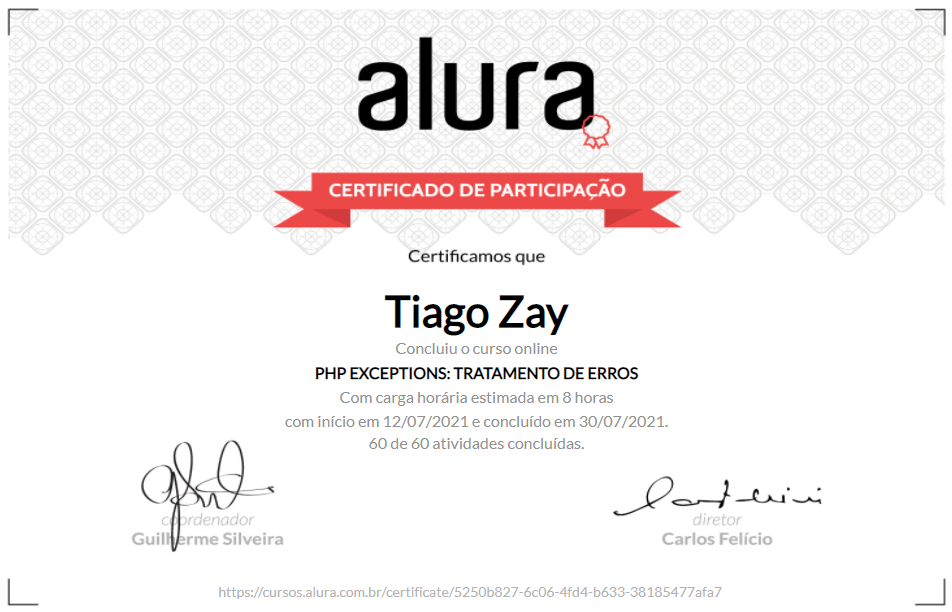 alura
CERTIFICADO DE PARTICIPAÇÃO
Certificamos que
Tiago Zay
Concluiu o curso online
PHP EXCEPTIONS: TRATAMENTO DE ERROS
Com carga horária estimada em 8 horas
com início em 12/07/2021 e concluído em 30/07/2021.
60 de 60 atividades concluídas.
coordenador
Guilherme Silveira
diretor
Carlos Felício
https://cursos.alura.com.br/certificate/5250b827-6c06-4fd4-b633-38185477afa7